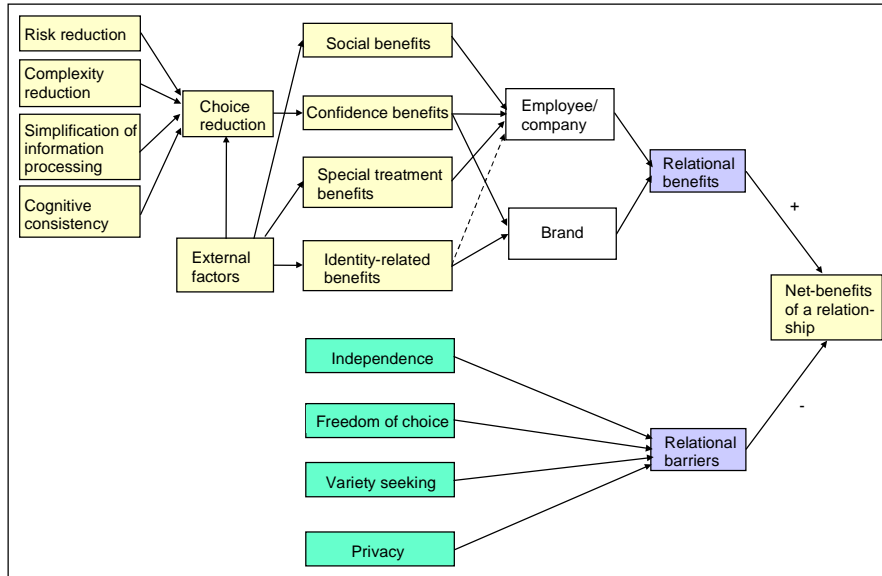 Risk reduction
Complexity
reduction
Simplification of
information
processing
Cognitive
consistency
Choice
reduction
External
factors
Social benefits
Confidence benefits
Special treatment
benefits
Identity-related
benefits
Employee/
company
Brand
Relational
benefits
+
Net-benefits
of a relation-
ship
-
Independence
Freedom of choice
Variety seeking
Privacy
Relational
barriers